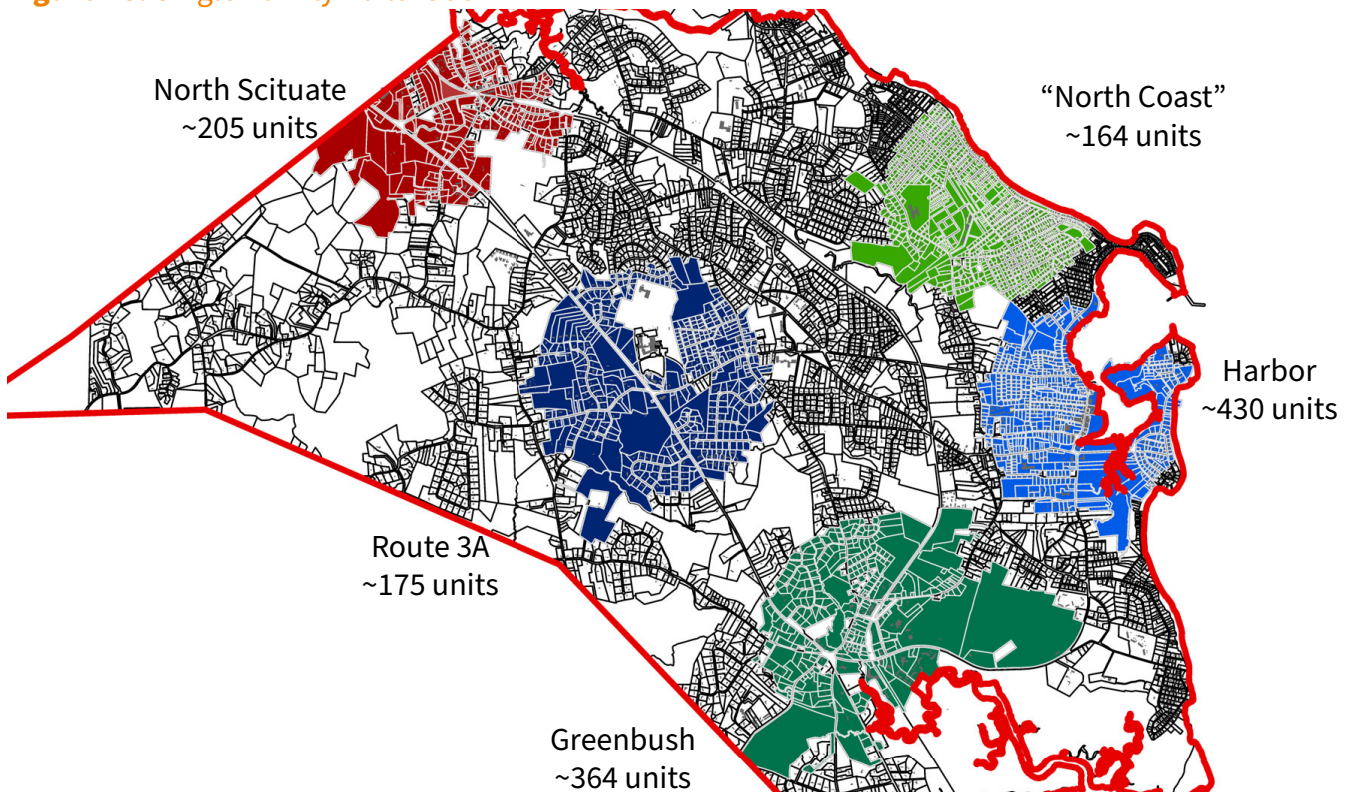 North Scituate
~205 units
“North Coast”
~164 units
Harbor
~430 units
Route 3A
~175 units
Greenbush
~364 units